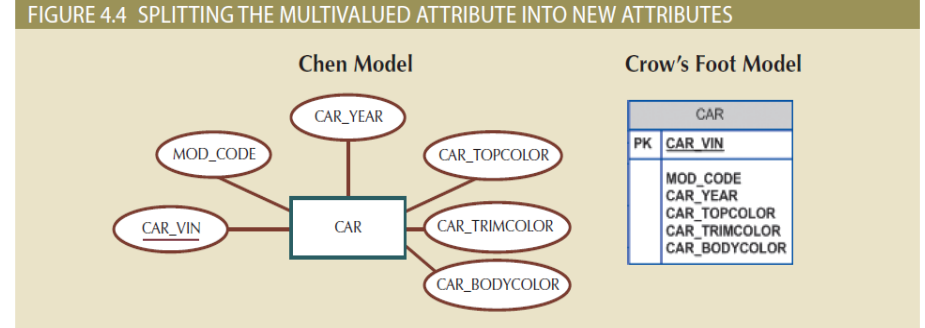 FIGURE 4.4 SPLITTING THE MULTIVALUED ATTRIBUTE INTO NEW ATTRIBUTES
Chen Model
CAR_YEAR
MOD_CODE
CAR_TOPCOLOR
CAR_VIN
CAR
CAR_TRIMCOLOR
CAR_BODYCOLOR
Crow's Foot Model
CAR
PK CAR_VIN
MOD_CODE
CAR_YEAR
CAR_TOPCOLOR
CAR_TRIMCOLOR
CAR_BODYCOLOR